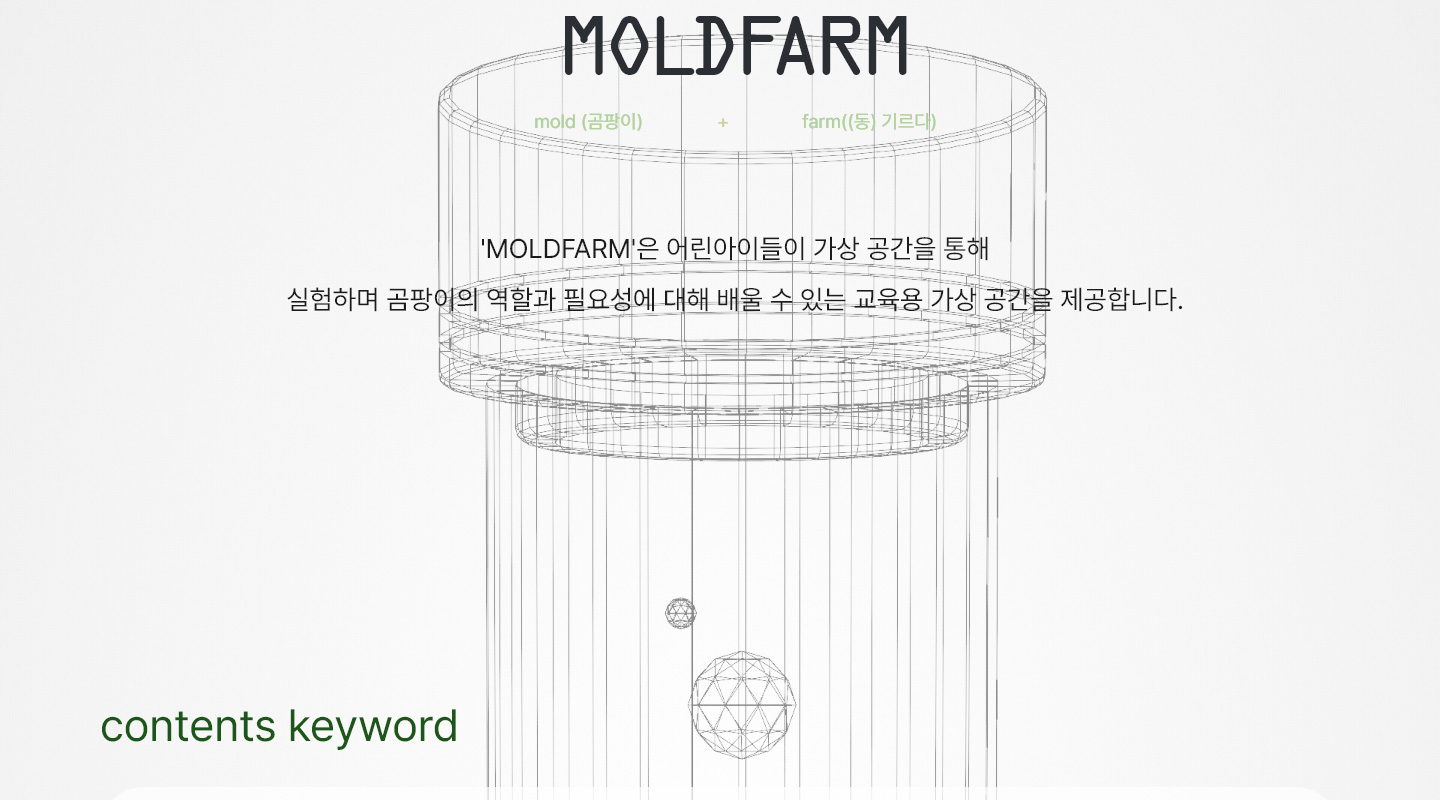 MOLDFARM
mold (곰팡이) + farm((동) 기르다)
'MOLDFARM'은 어린아이들이 가상 공간을 통해
실험하며 곰팡이의 역할과 필요성에 대해 배울 수 있는 교육용 가상 공간을 제공합니다.
contents keyword